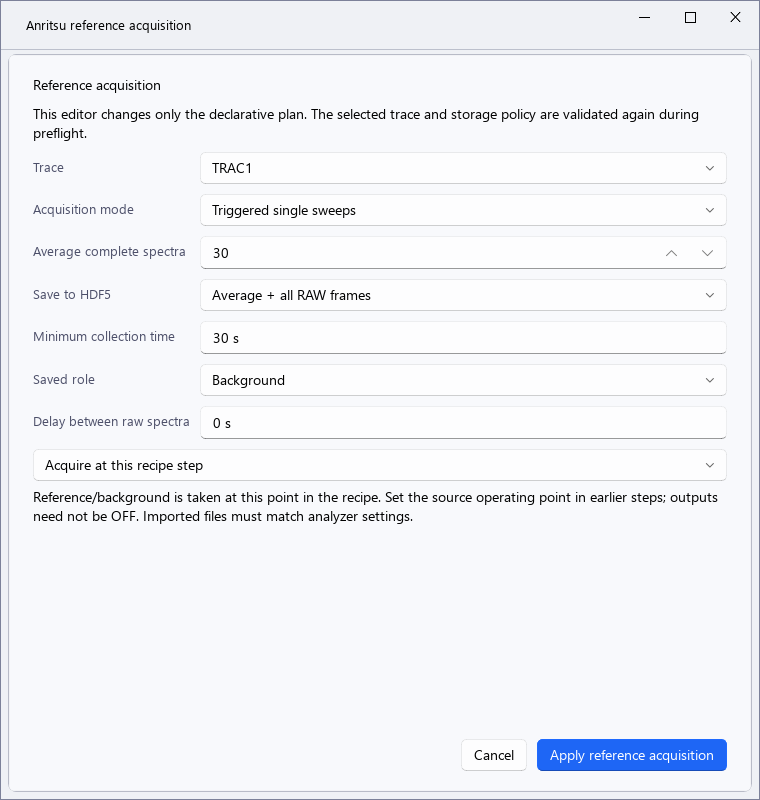 Anritsu reference acquisition
Reference acquisition
This editor changes only the declarative plan. The selected trace and storage policy are validated again during
preflight.
Trace TRAC1
Acquisition mode Triggered single sweeps
Average complete spectra 30
Save to HDF5 Average + all RAW frames
Minimum collection time 30 s
Saved role Background
Delay between raw spectra 0 s
Acquire at this recipe step
Reference/background is taken at this point in the recipe. Set the source operating point in earlier steps; outputs
need not be OFF. Imported files must match analyzer settings.
Cancel Apply reference acquisition